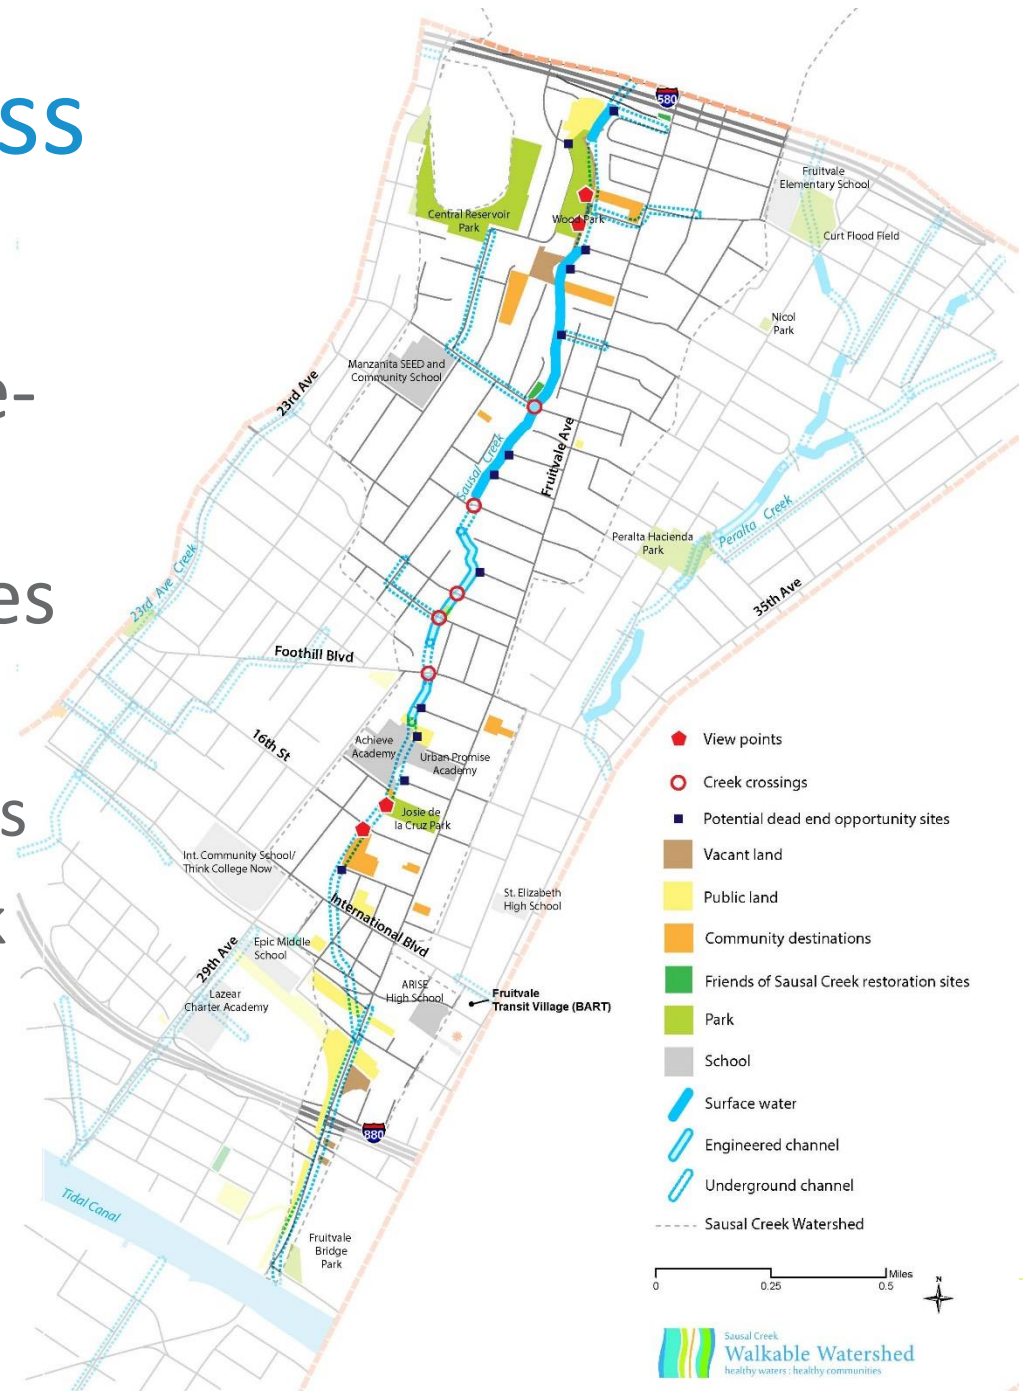 ss
e-
es
s
580
Fruitvale
Elementary School
Curt Flood Field
Central Reservoir
Park
Wood Park
Nicol
Park
Manzanita SEED and
Community School
23rd Ave
Fruitvale Ave
Sausal Creek
Peralta Hacienda
Park
Peralta Creek
35th Ave
23rd Ave Creek
Foothill Blvd
16th St
Achieve
Academy
Urban Promise
Academy
Josie de
la Cruz Park
Int. Community School/
Think College Now
St. Elizabeth
High School
International Blvd
29th Ave
Epic Middle
School
Lazear
Charter Academy
ARISE
High School
Fruitvale
Transit Village (BART)
880
Tidal Canal
Fruitvale
Bridge
Park
View points
Creek crossings
Potential dead end opportunity sites
Vacant land
Public land
Community destinations
Friends of Sausal Creek restoration sites
Park
School
Surface water
Engineered channel
Underground channel
Sausal Creek Watershed
0
0.25
0.5
Miles
N
Sausal Creek
Walkable Watershed
healthy waters : healthy communities